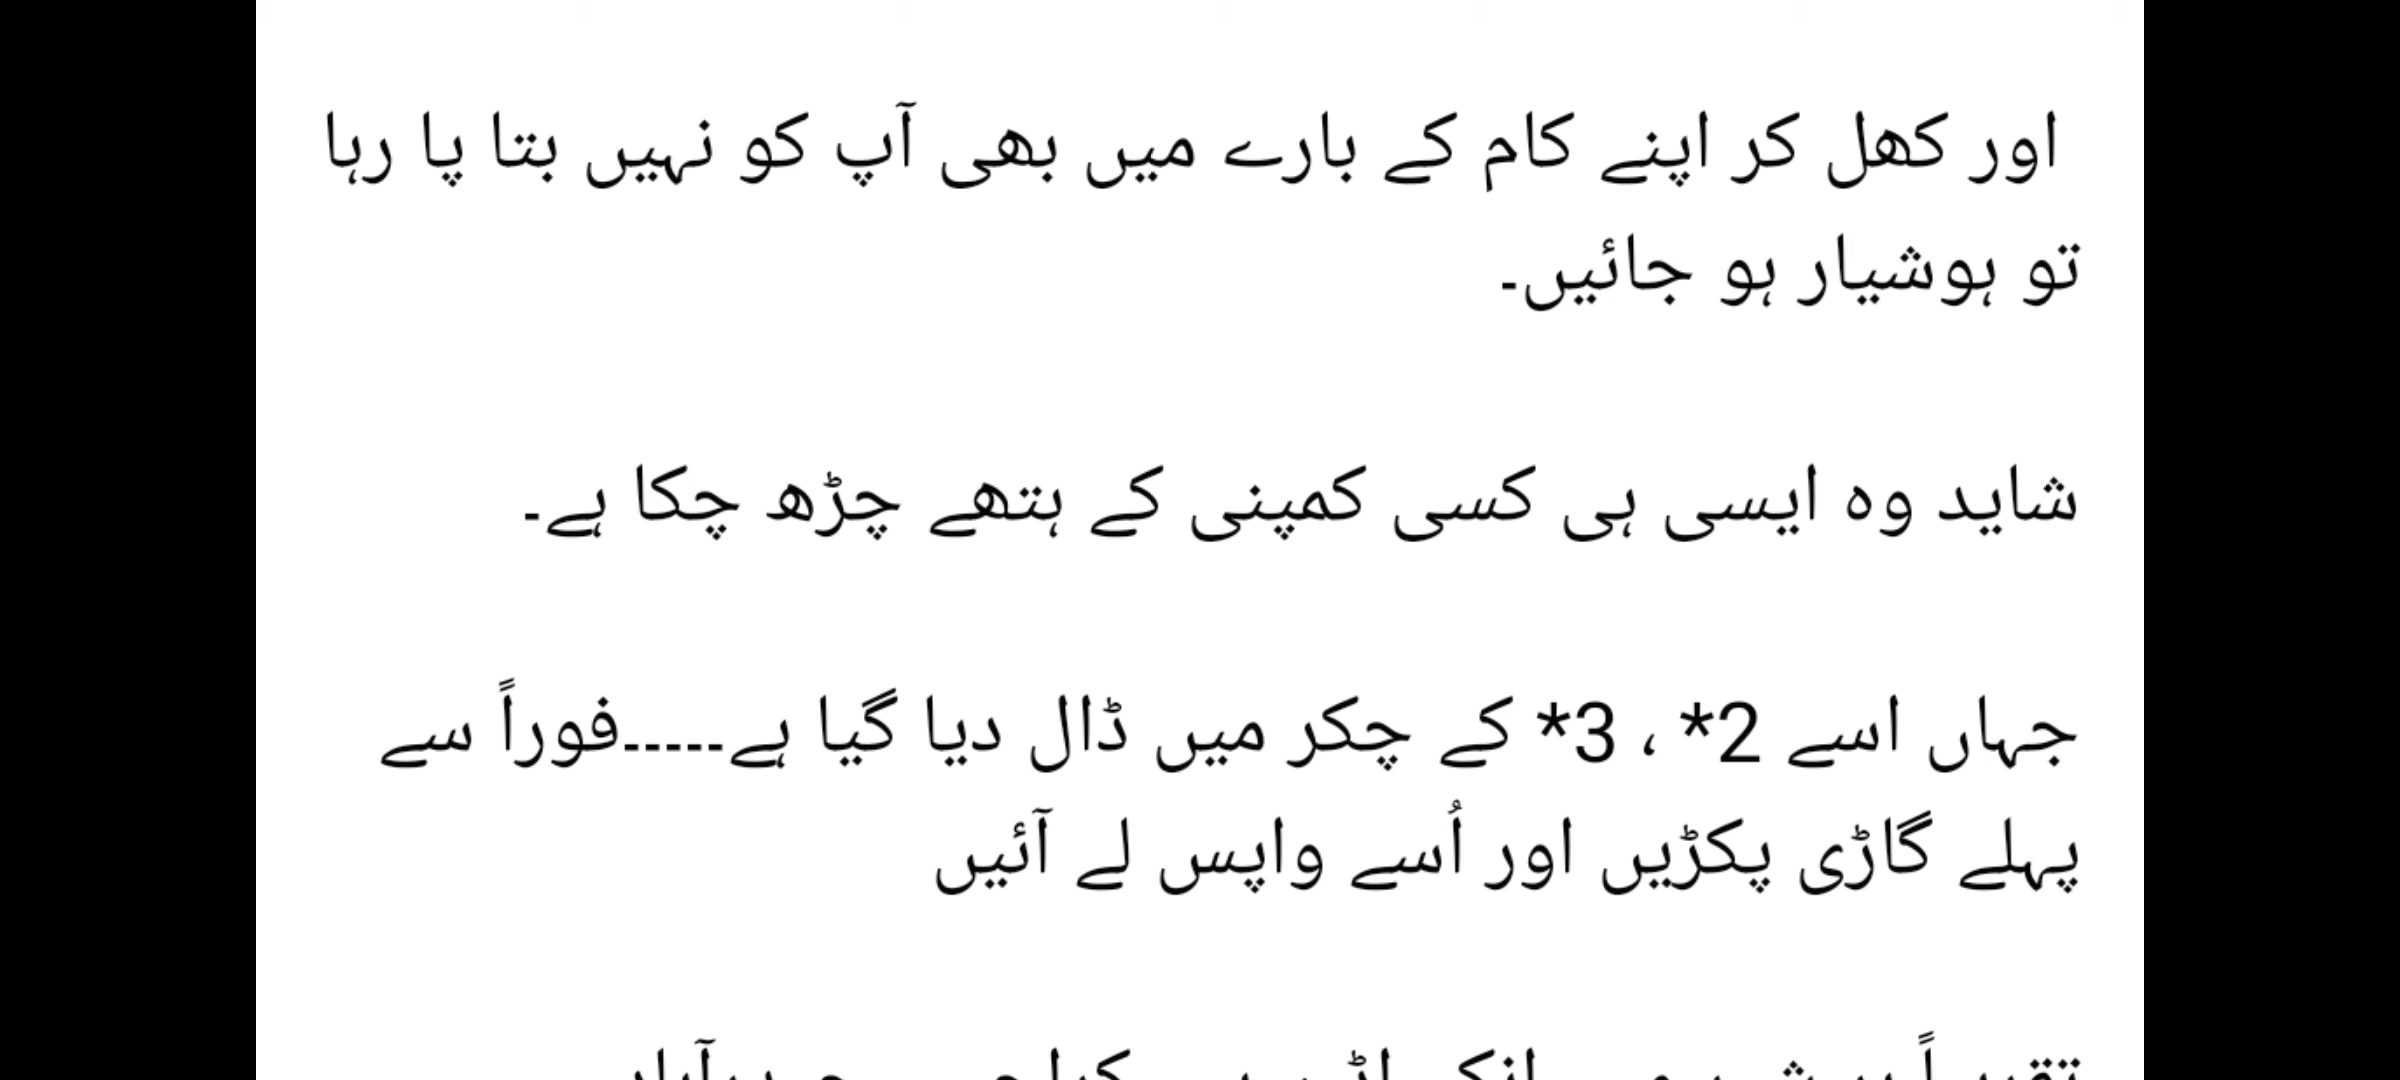 اور کھل کر اپنے کام کے بارے میں بھی آپ کو نہیں بتا پا رہا
تو ہوشیار ہو جائیں۔
شاید وہ ایسی ہی کسی کمپنی کے ہتھے چڑھ چکا ہے۔
جہاں اسے 2* ، 3* کے چکر میں ڈال دیا گیا ہے-----فوراً سے
پہلے گاڑی پکڑیں اور اُسے واپس لے آئیں